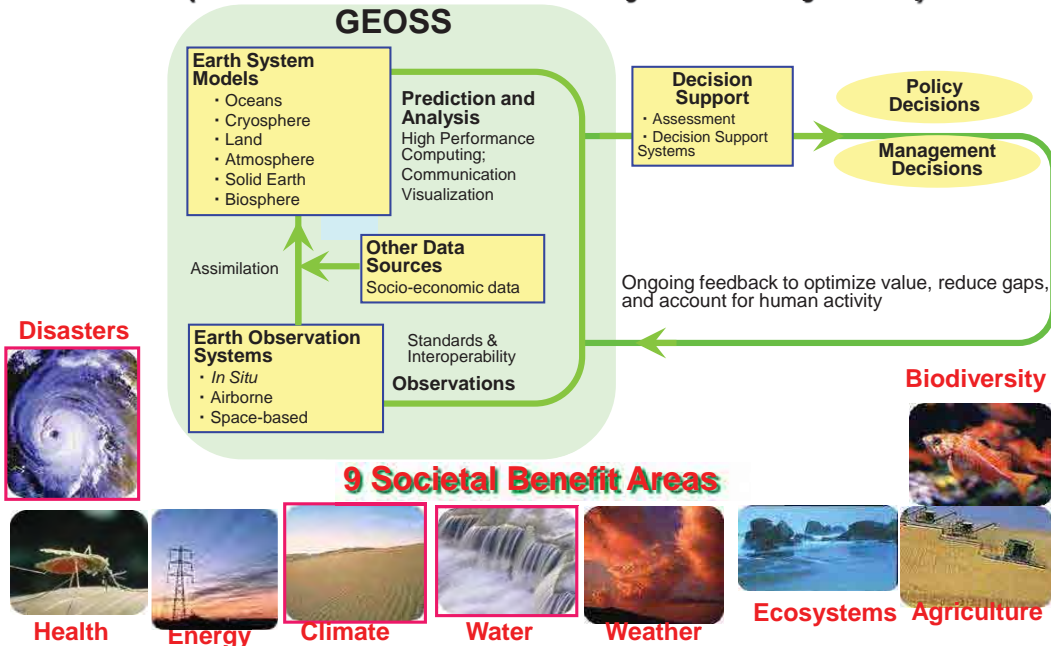 GEOSS
Earth System
Models
・Oceans
・Cryosphere
・Land
・Atmosphere
・Solid Earth
・Biosphere
Prediction and
Analysis
High Performance
Computing;
Communication
Visualization
Decision
Support
・Assessment
・Decision Support
Systems
Policy
Decisions
Management
Decisions
Assimilation
Other Data
Sources
Socio-economic data
Ongoing feedback to optimize value, reduce gaps,
and account for human activity
Earth Observation
Systems
・In Situ
・Airborne
・Space-based
Standards &
Interoperability
Observations
Disasters
Biodiversity
9 Societal Benefit Areas
Health
Energy
Climate
Water
Weather
Ecosystems
Agriculture